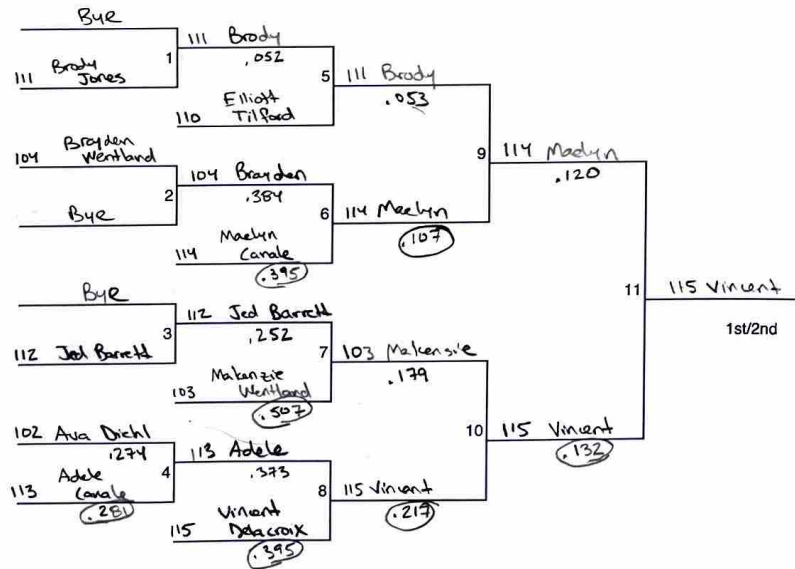 Bye
111 Brody
Jones
1
111 Brody
.052
Elliott
110 Tilford
5
111 Brody
.053
104 Brayden
Wentland
Bye
2
104 Brayden
.384
Maelyn
114 Canale
.395
6
114 Maelyn
.107
9
114 Maelyn
.120
Bye
112 Jed Barrett
3
112 Jed Barrett
.252
Makenzie
103 Wentland
.507
7
103 Makensie
.179
102 Ava Diehl
.274
Adele
113 Canale
.281
4
113 Adele
.373
Vincent
115 Delacroix
.395
8
115 Vincent
.217
10
115 Vincent
.132
11
115 Vincent
1st/2nd